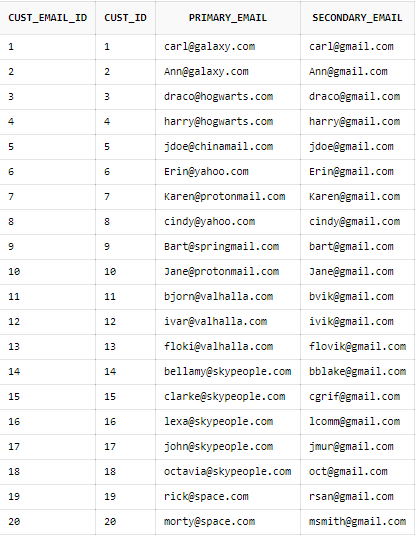 CUST_EMAIL_ID CUST_ID PRIMARY_EMAIL SECONDARY_EMAIL
1 1 carl@galaxy.com carl@gmail.com
2 2 Ann@galaxy.com Ann@gmail.com
3 3 draco@hogwarts.com draco@gmail.com
4 4 harry@hogwarts.com harry@gmail.com
5 5 jdoe@chinamail.com jdoe@gmail.com
6 6 Erin@yahoo.com Erin@gmail.com
7 7 Karen@protonmail.com Karen@gmail.com
8 8 cindy@yahoo.com cindy@gmail.com
9 9 Bart@springmail.com bart@gmail.com
10 10 Jane@protonmail.com Jane@gmail.com
11 11 bjorn@valhalla.com bvik@gmail.com
12 12 ivar@valhalla.com ivik@gmail.com
13 13 floki@valhalla.com flovik@gmail.com
14 14 bellamy@skypeople.com bblake@gmail.com
15 15 clarke@skypeople.com cgrif@gmail.com
16 16 lexa@skypeople.com lcomm@gmail.com
17 17 john@skypeople.com jmur@gmail.com
18 18 octavia@skypeople.com oct@gmail.com
19 19 rick@space.com rsan@gmail.com
20 20 morty@space.com msmith@gmail.com